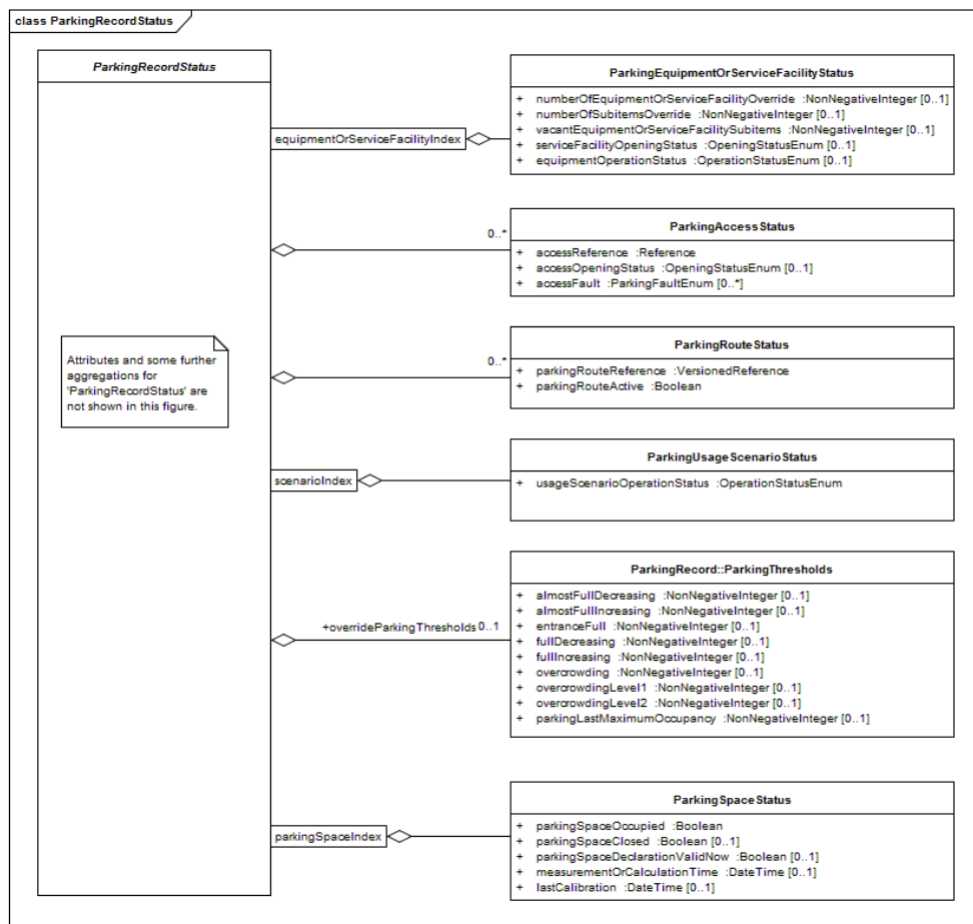 class ParkingRecordStatus
ParkingRecordStatus
Attributes and some further
aggregations for
'ParkingRecordStatus' are
not shown in this figure.
equipmentOrServiceFacilityIndex
ParkingEquipmentOrServiceFacilityStatus
+ numberOfEquipmentOrServiceFacilityOverride :NonNegativeInteger [0..1]
+ numberOfSubitemsOverride :NonNegativeInteger [0..1]
+ vacantEquipmentOrServiceFacilitySubitems :NonNegativeInteger [0..1]
+ serviceFacilityOpeningStatus :OpeningStatusEnum [0..1]
+ equipmentOperationStatus :OperationStatusEnum [0..1]
0..*
ParkingAccessStatus
+ accessReference :Reference
+ accessOpeningStatus :OpeningStatusEnum [0..1]
+ accessFault :ParkingFaultEnum [0..*]
0..*
ParkingRouteStatus
+ parkingRouteReference :VersionedReference
+ parkingRouteActive :Boolean
scenarioIndex
ParkingUsageScenarioStatus
+ usageScenarioOperationStatus :OperationStatusEnum
+overrideParkingThresholds 0..1
ParkingRecord::ParkingThresholds
+ almostFullDecreasing :NonNegativeInteger [0..1]
+ almostFullIncreasing :NonNegativeInteger [0..1]
+ entranceFull :NonNegativeInteger [0..1]
+ fullDecreasing :NonNegativeInteger [0..1]
+ fullIncreasing :NonNegativeInteger [0..1]
+ overcrowding :NonNegativeInteger [0..1]
+ overcrowdingLevel1 :NonNegativeInteger [0..1]
+ overcrowdingLevel2 :NonNegativeInteger [0..1]
+ parkingLastMaximumOccupancy :NonNegativeInteger [0..1]
parkingSpaceIndex
ParkingSpaceStatus
+ parkingSpaceOccupied :Boolean
+ parkingSpaceClosed :Boolean [0..1]
+ parkingSpaceDeclarationValidNow :Boolean [0..1]
+ measurementOrCalculationTime :DateTime [0..1]
+ lastCalibration :DateTime [0..1]